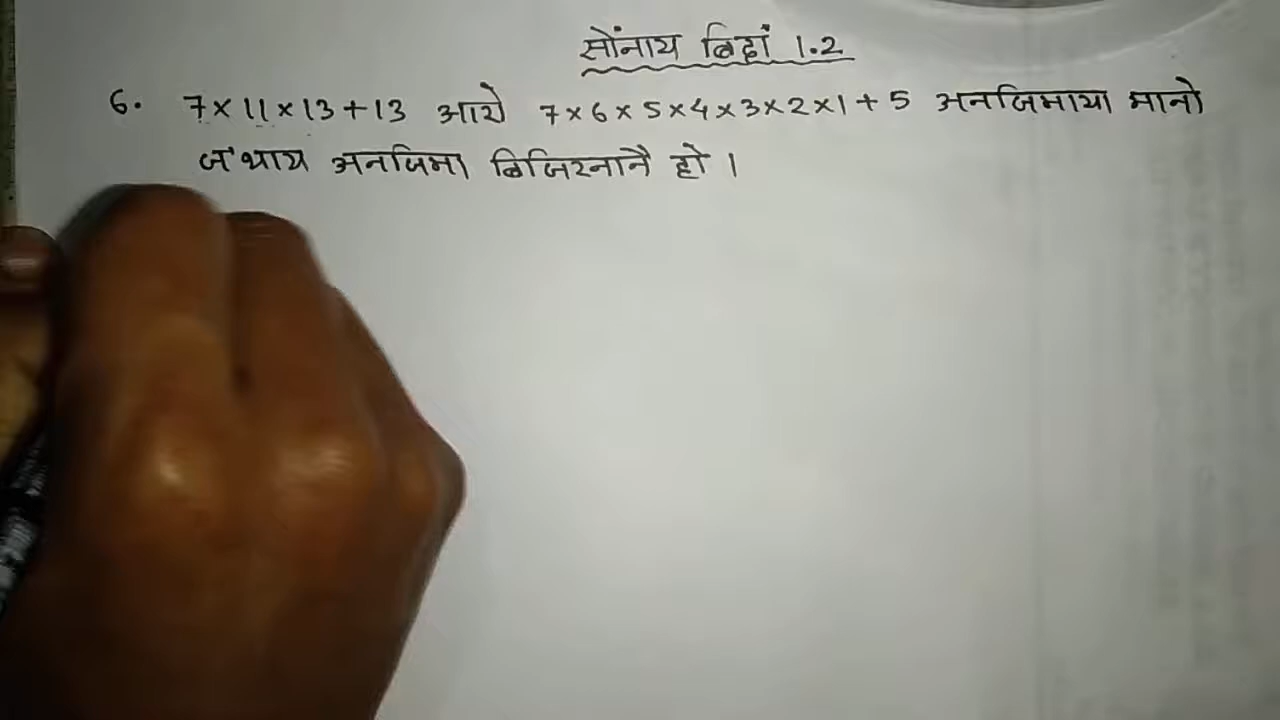 सोंनाय बिदां 1.2
6. 7×11×13+13 आरो 7×6×5×4×3×2×1+5 अनजिमाया मानो
ज'थाय अनजिमा बिजिरनानै हो।